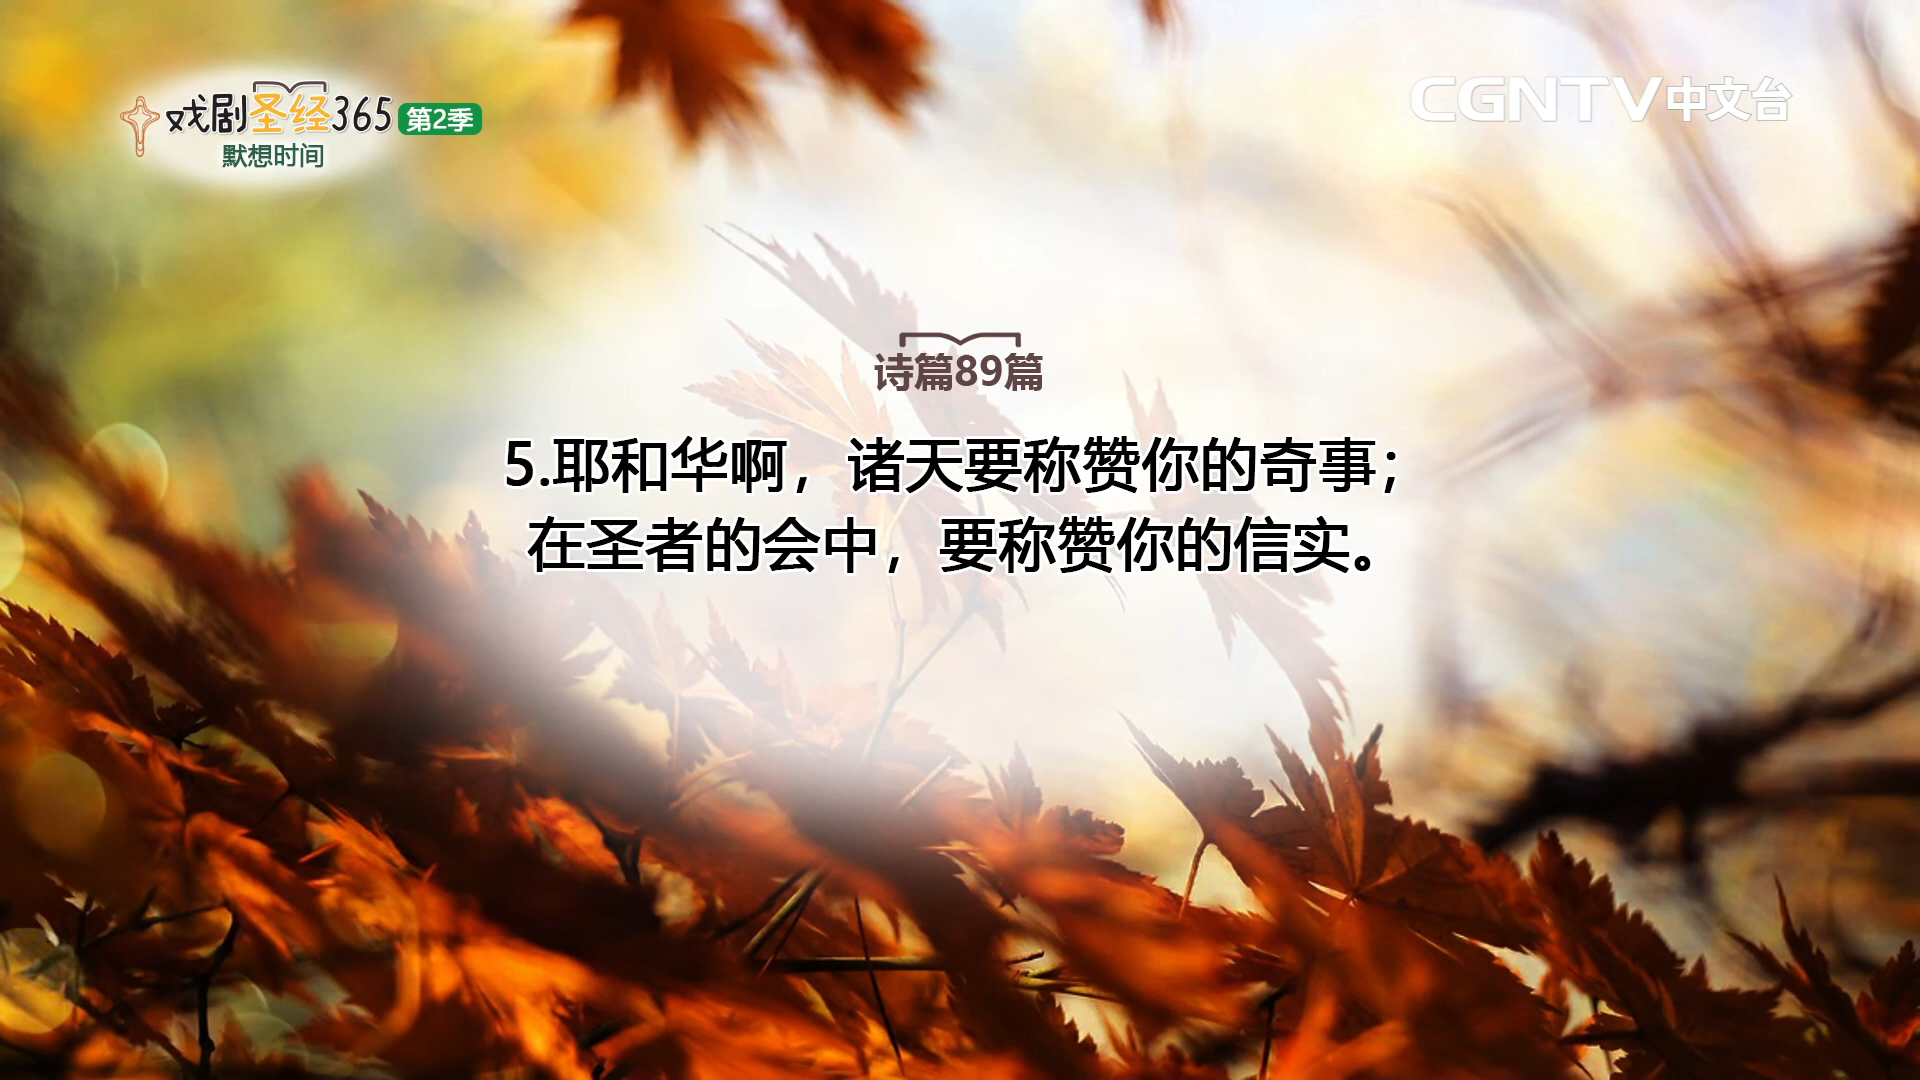 戏剧圣经365 第2季
默想时间
CGNTV中文台
诗篇89篇
5.耶和华啊，诸天要称赞你的奇事；
在圣者的会中，要称赞你的信实。